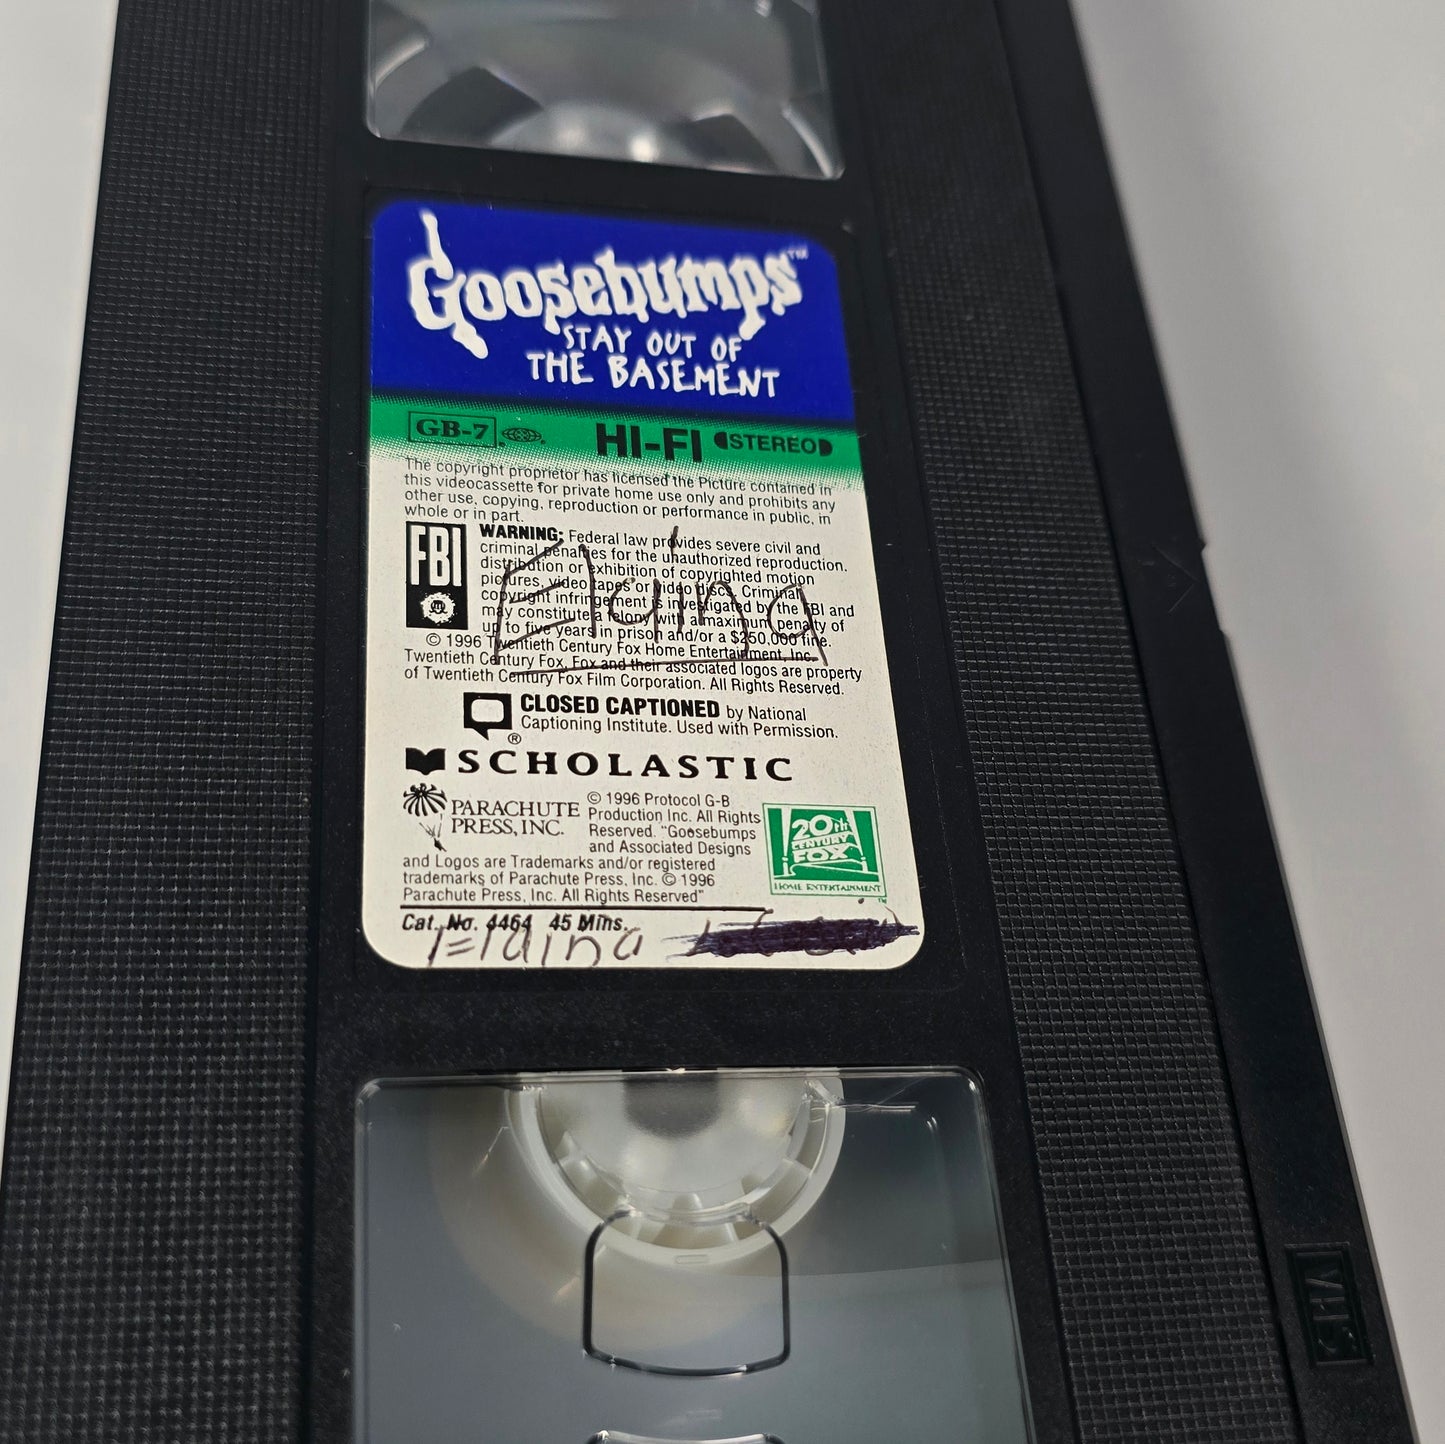 Goosebumps™
STAY OUT OF
THE BASEMENT
GB-7 HI-FI STEREO
The copyright proprietor has licensed the Picture contained in
this videocassette for private home use only and prohibits any
other use, copying, reproduction or performance in public, in
whole or in part.
FBI
WARNING: Federal law provides severe civil and
criminal penalties for the unauthorized reproduction,
distribution or exhibition of copyrighted motion
pictures, video tapes or video discs. Criminal
copyright infringement is investigated by the FBI and
may constitute a felony with a maximum penalty of
up to five years in prison and/or a $250,000 fine.
Elaina
© 1996 Twentieth Century Fox Home Entertainment, Inc.
Twentieth Century Fox, Fox and their associated logos are property
of Twentieth Century Fox Film Corporation. All Rights Reserved.
CLOSED CAPTIONED by National
Captioning Institute. Used with Permission.
®
SCHOLASTIC
PARACHUTE
PRESS, INC.
© 1996 Protocol G-B
Production Inc. All Rights
Reserved. "Goosebumps
and Associated Designs
and Logos are Trademarks and/or registered
trademarks of Parachute Press, Inc. © 1996
Parachute Press, Inc. All Rights Reserved"
20th
CENTURY
FOX
HOME ENTERTAINMENT
™
Cat. No. 4464 45 Mins.
Elaina
VHS